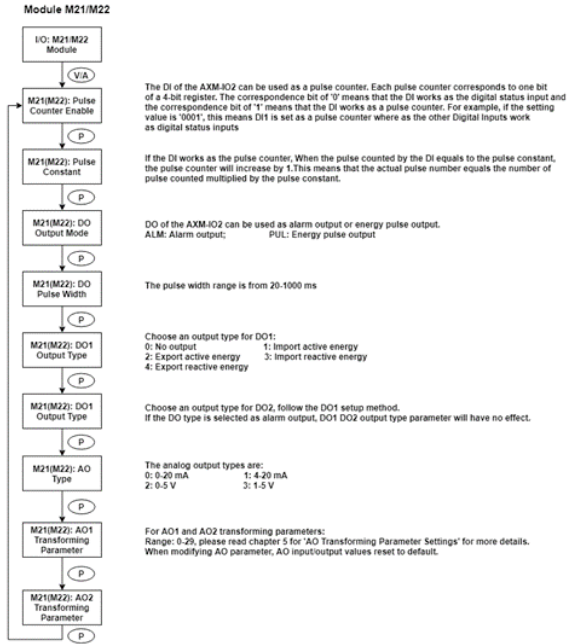 Module M21/M22
I/O: M21/M22
Module
V/A
M21(M22): Pulse
Counter Enable
The DI of the AXM-IO2 can be used as a pulse counter. Each pulse counter corresponds to one bit
of a 4-bit register. The correspondence bit of '0' means that the DI works as the digital status input and
the correspondence bit of '1' means that the DI works as a pulse counter. For example, if the setting
value is '0001', this means DI1 is set as a pulse counter where as the other Digital Inputs work
as digital status inputs
P
M21(M22): Pulse
Constant
If the DI works as the pulse counter, When the pulse counted by the DI equals to the pulse constant,
the pulse counter will increase by 1.This means that the actual pulse number equals the number of
pulse counted multiplied by the pulse constant.
P
M21(M22): DO
Output Mode
DO of the AXM-IO2 can be used as alarm output or energy pulse output.
ALM: Alarm output; PUL: Energy pulse output
P
M21(M22): DO
Pulse Width
The pulse width range is from 20-1000 ms
P
M21(M22): DO1
Output Type
Choose an output type for DO1:
0: No output 1: Import active energy
2: Export active energy 3: Import reactive energy
4: Export reactive energy
P
M21(M22): DO1
Output Type
Choose an output type for DO2, follow the DO1 setup method.
If the DO type is selected as alarm output, DO1 DO2 output type parameter will have no effect.
P
M21(M22): AO
Type
The analog output types are:
0: 0-20 mA 1: 4-20 mA
2: 0-5 V 3: 1-5 V
P
M21(M22): AO1
Transforming
Parameter
For AO1 and AO2 transforming parameters:
Range: 0-29, please read chapter 5 for 'AO Transforming Parameter Settings' for more details.
When modifying AO parameter, AO input/output values reset to default.
P
M21(M22): AO2
Transforming
Parameter
P